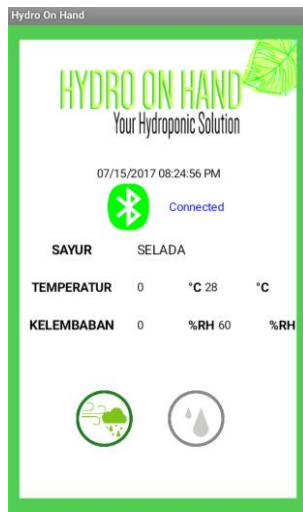 Hydro On Hand
HYDRO ON HAND
Your Hydroponic Solution
07/15/2017 08:24:56 PM
Connected
SAYUR SELADA
TEMPERATUR 0 °C 28 °C
KELEMBABAN 0 %RH 60 %RH